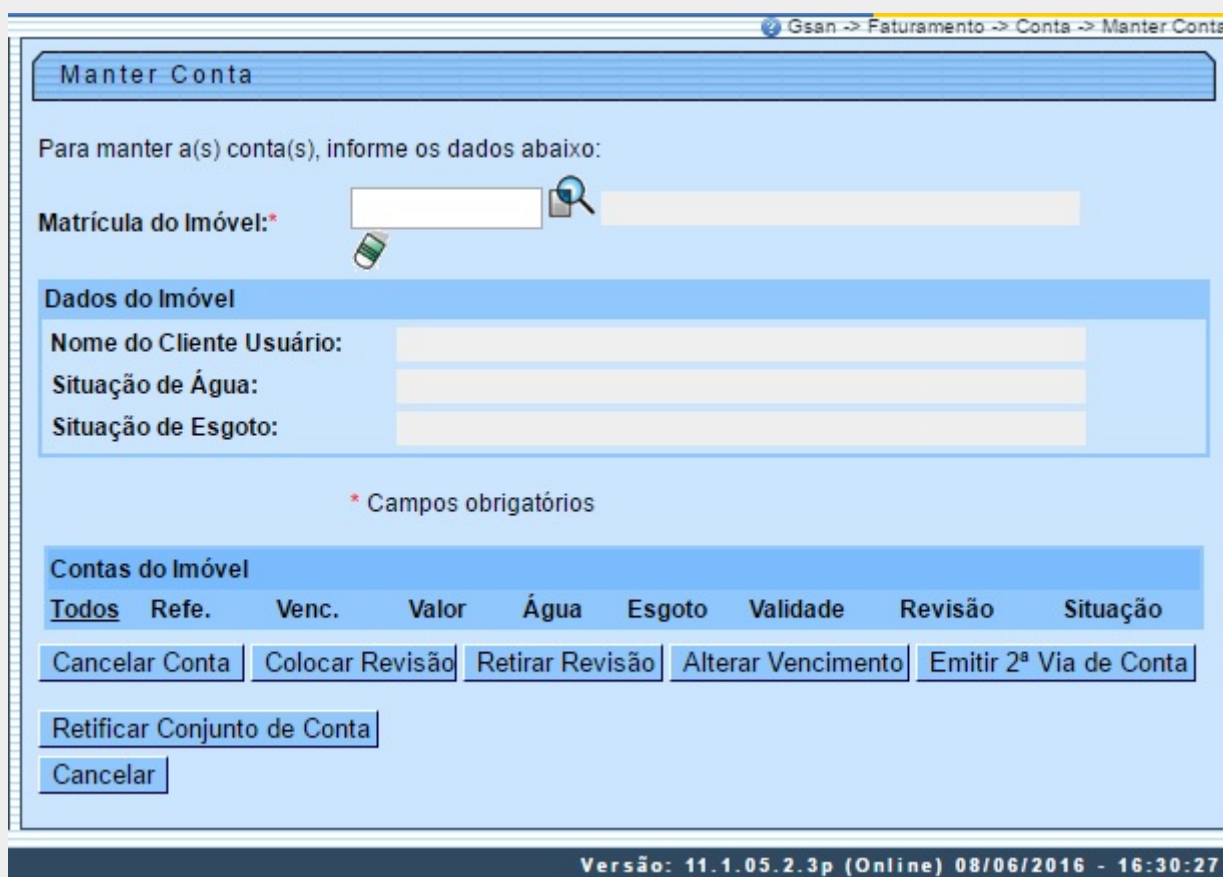 Gsan -> Faturamento -> Conta -> Manter Conta
Manter Conta
Para manter a(s) conta(s), informe os dados abaixo:
Matrícula do Imóvel:*
Dados do Imóvel
Nome do Cliente Usuário:
Situação de Água:
Situação de Esgoto:
* Campos obrigatórios
Contas do Imóvel
Todos Refe. Venc. Valor Água Esgoto Validade Revisão Situação
Cancelar Conta Colocar Revisão Retirar Revisão Alterar Vencimento Emitir 2ª Via de Conta
Retificar Conjunto de Conta
Cancelar
Versão: 11.1.05.2.3p (Online) 08/06/2016 - 16:30:27